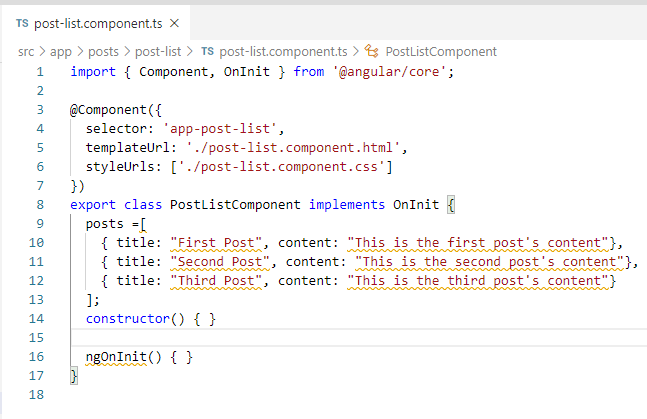 TS post-list.component.ts ×
src > app > posts > post-list > TS post-list.component.ts > PostListComponent
1 import { Component, OnInit } from '@angular/core';
2
3 @Component({
4   selector: 'app-post-list',
5   templateUrl: './post-list.component.html',
6   styleUrls: ['./post-list.component.css']
7 })
8 export class PostListComponent implements OnInit {
9   posts =[
10     { title: "First Post", content: "This is the first post's content"},
11     { title: "Second Post", content: "This is the second post's content"},
12     { title: "Third Post", content: "This is the third post's content"}
13   ];
14   constructor() { }
15
16   ngOnInit() { }
17 }
18